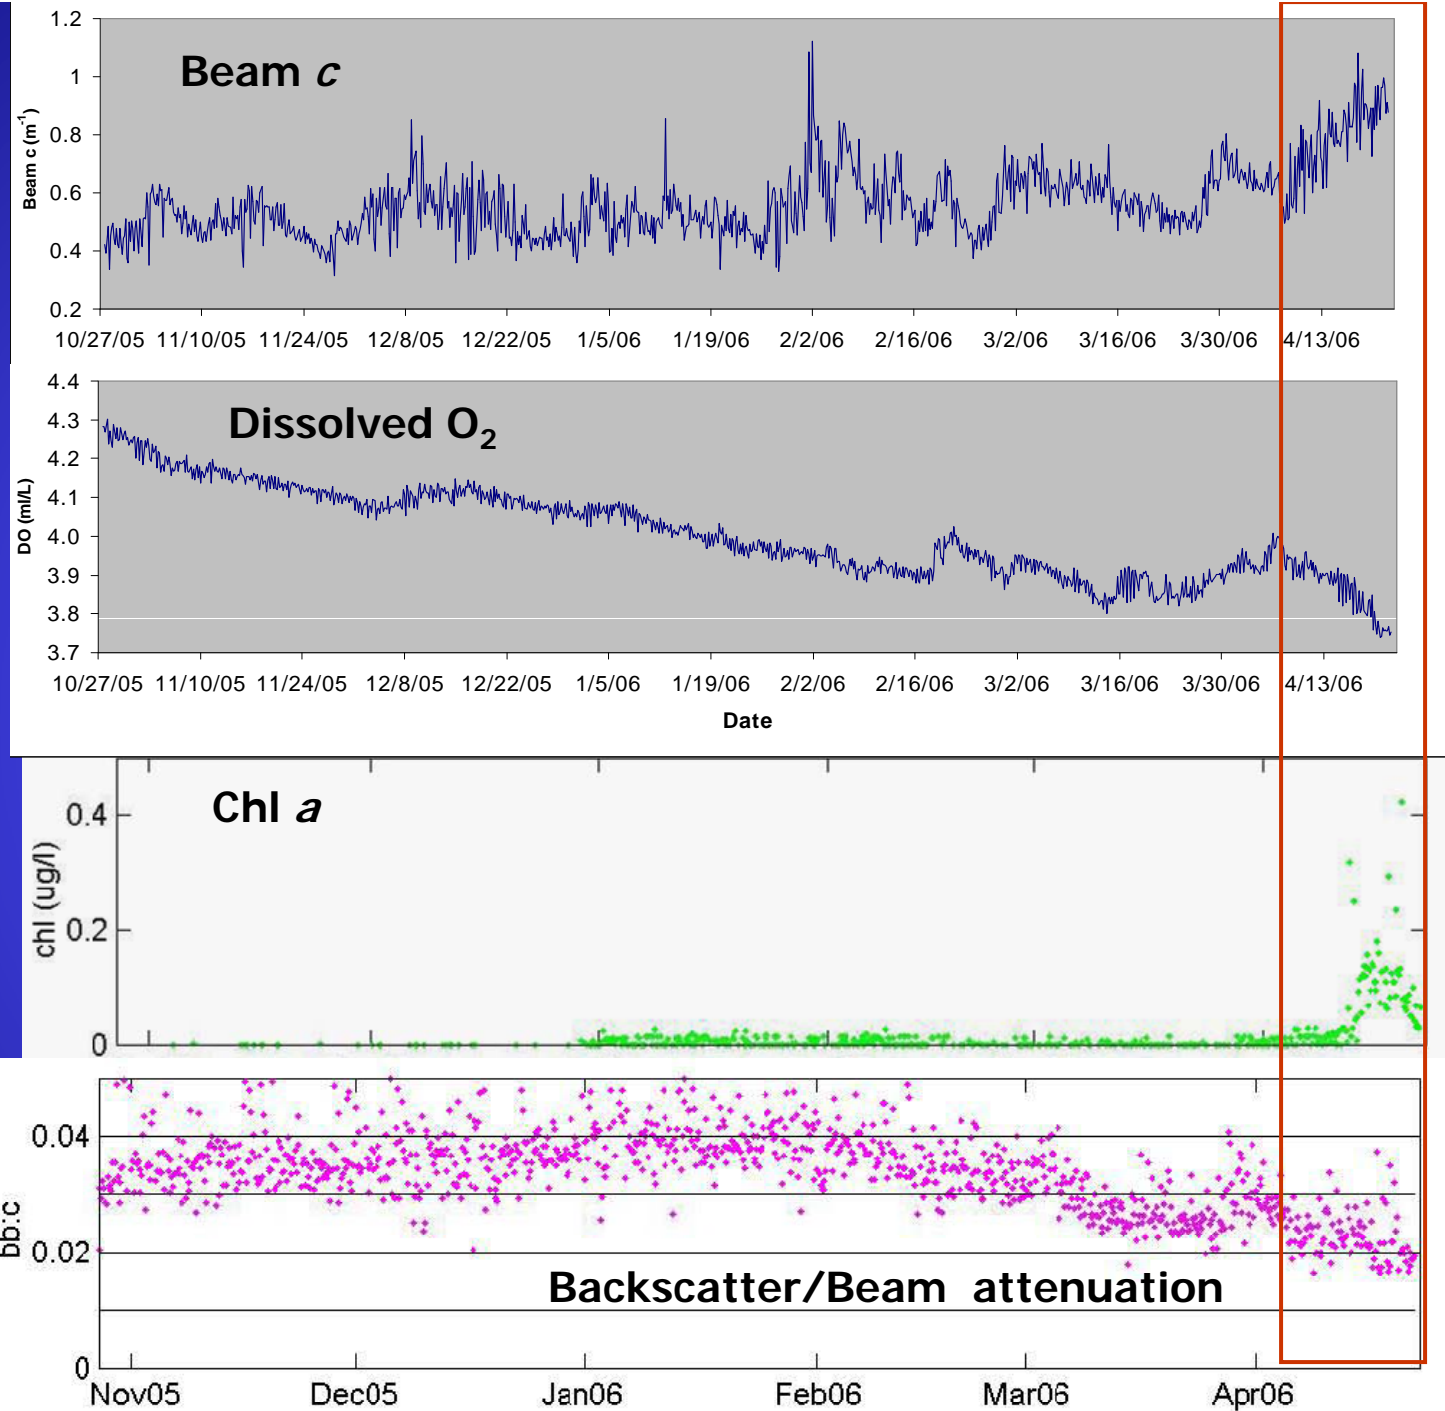 Beam c
Beam c (m-1)
1.2
1
0.8
0.6
0.4
0.2
10/27/05 11/10/05 11/24/05 12/8/05 12/22/05 1/5/06 1/19/06 2/2/06 2/16/06 3/2/06 3/16/06 3/30/06 4/13/06
Dissolved O2
DO (ml/L)
4.4
4.3
4.2
4.1
4.0
3.9
3.8
3.7
10/27/05 11/10/05 11/24/05 12/8/05 12/22/05 1/5/06 1/19/06 2/2/06 2/16/06 3/2/06 3/16/06 3/30/06 4/13/06
Date
Chl a
chl (ug/l)
0.4
0.2
0
bb:c
0.04
0.02
0
Backscatter/Beam attenuation
Nov05 Dec05 Jan06 Feb06 Mar06 Apr06